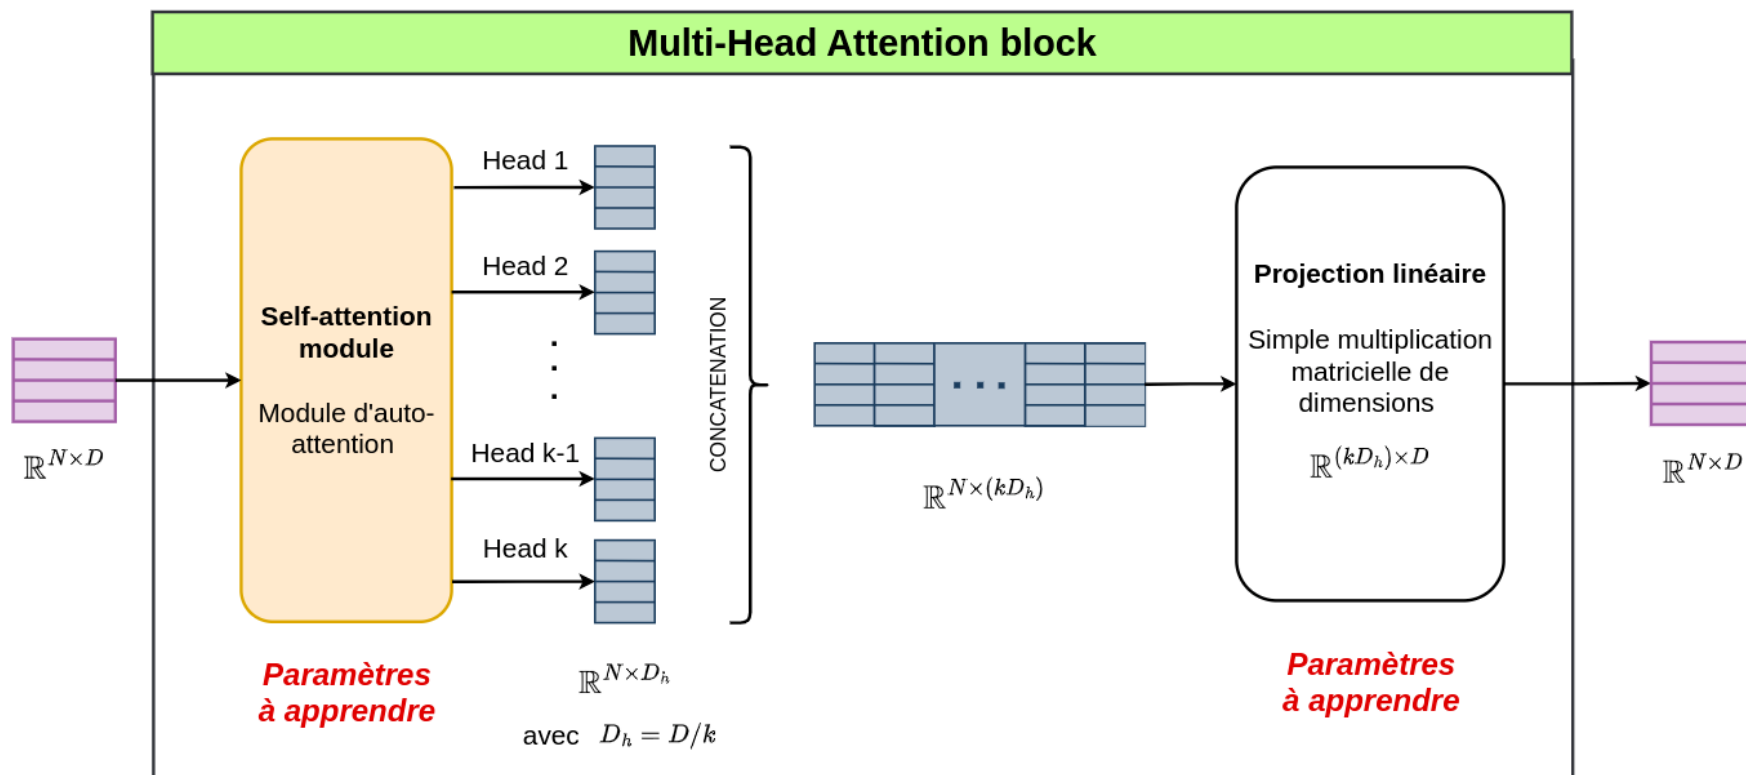 Multi-Head Attention block
Head 1
Head 2
Head k-1
Head k
Self-attention
module
Module d'auto-
attention
ℝ^{N×D}
Paramètres
à apprendre
ℝ^{N×D_h}
avec D_h = D/k
CONCATENATION
. . .
ℝ^{N×(kD_h)}
Projection linéaire
Simple multiplication
matricielle de
dimensions
ℝ^{(kD_h)×D}
Paramètres
à apprendre
ℝ^{N×D}